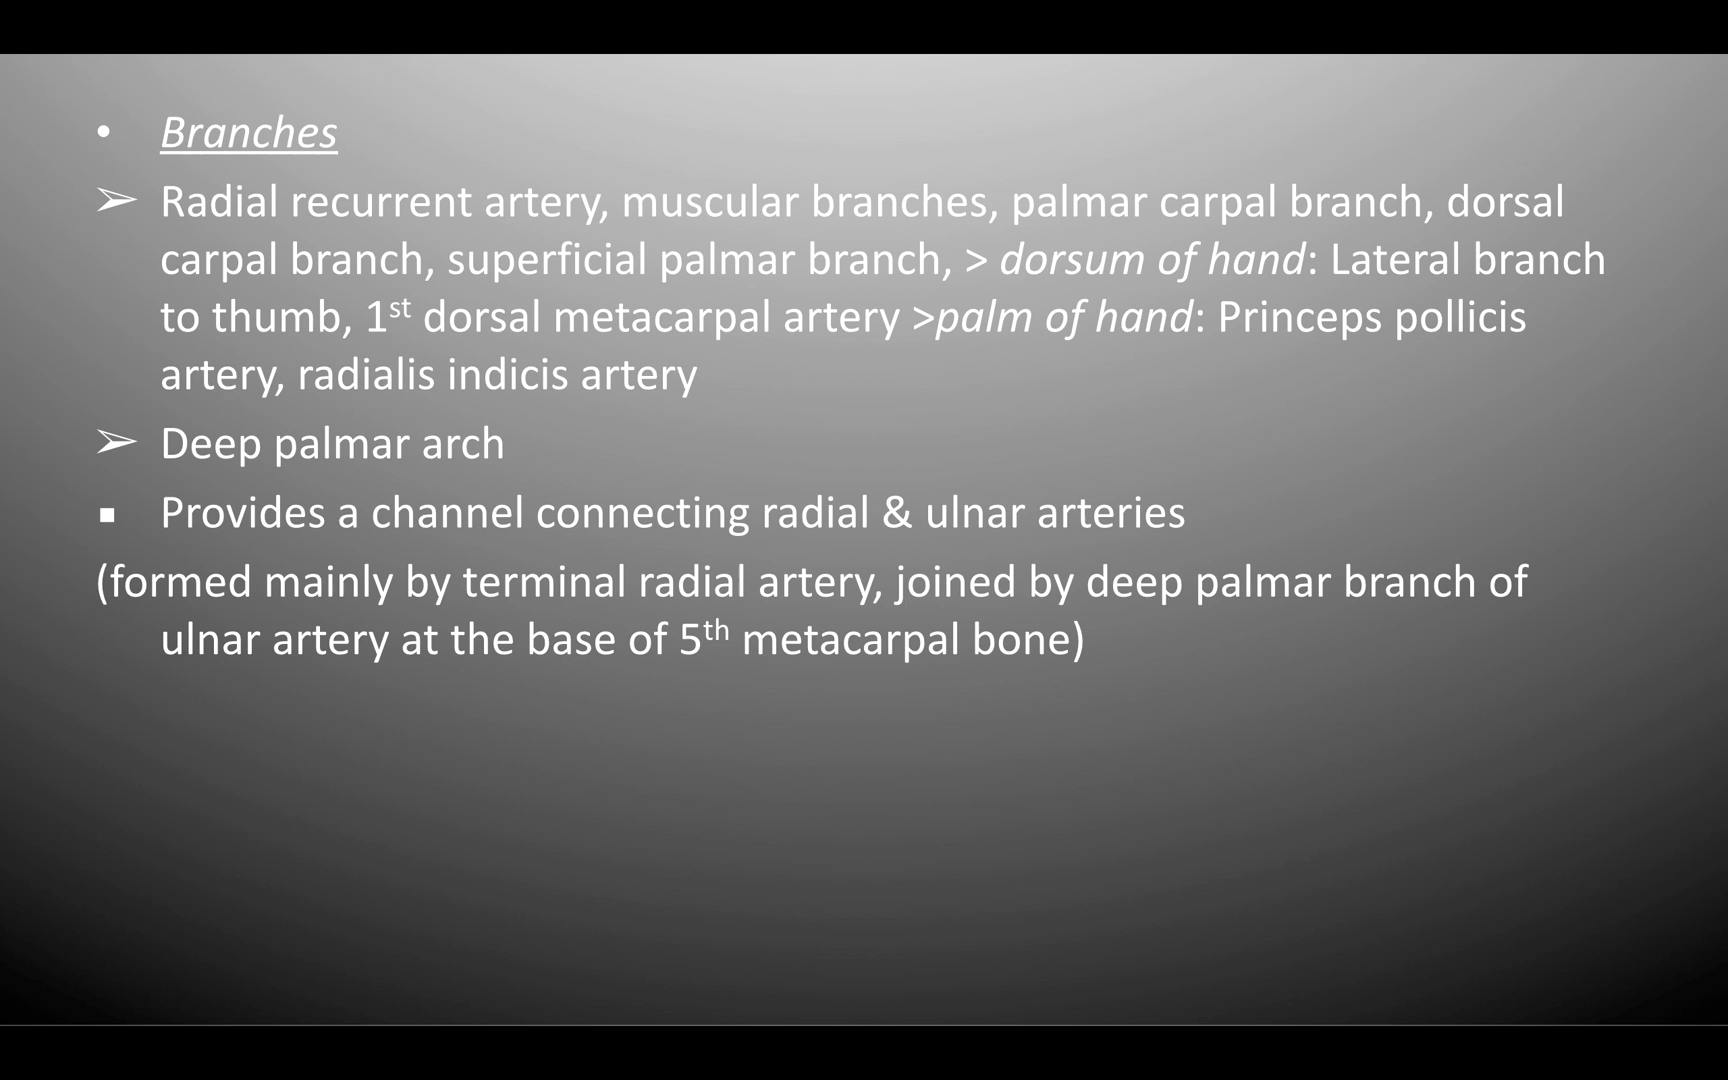 • Branches
➢ Radial recurrent artery, muscular branches, palmar carpal branch, dorsal
carpal branch, superficial palmar branch, > dorsum of hand: Lateral branch
to thumb, 1st dorsal metacarpal artery >palm of hand: Princeps pollicis
artery, radialis indicis artery
➢ Deep palmar arch
▪ Provides a channel connecting radial & ulnar arteries
(formed mainly by terminal radial artery, joined by deep palmar branch of
ulnar artery at the base of 5th metacarpal bone)